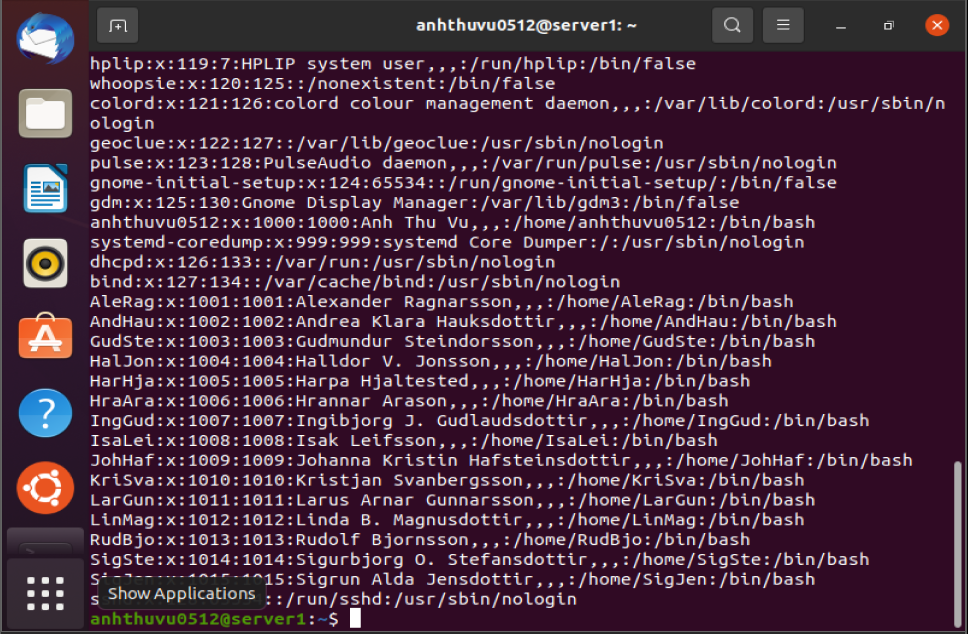 anhthuvu0512@server1: ~
hplip:x:119:7:HPLIP system user,,,:/run/hplip:/bin/false
whoopsie:x:120:125::/nonexistent:/bin/false
colord:x:121:126:colord colour management daemon,,,:/var/lib/colord:/usr/sbin/n
ologin
geoclue:x:122:127::/var/lib/geoclue:/usr/sbin/nologin
pulse:x:123:128:PulseAudio daemon,,,:/var/run/pulse:/usr/sbin/nologin
gnome-initial-setup:x:124:65534::/run/gnome-initial-setup/:/bin/false
gdm:x:125:130:Gnome Display Manager:/var/lib/gdm3:/bin/false
anhthuvu0512:x:1000:1000:Anh Thu Vu,,,:/home/anhthuvu0512:/bin/bash
systemd-coredump:x:999:999:systemd Core Dumper:/:/usr/sbin/nologin
dhcpd:x:126:133::/var/run:/usr/sbin/nologin
bind:x:127:134::/var/cache/bind:/usr/sbin/nologin
AleRag:x:1001:1001:Alexander Ragnarsson,,,:/home/AleRag:/bin/bash
AndHau:x:1002:1002:Andrea Klara Hauksdottir,,,:/home/AndHau:/bin/bash
GudSte:x:1003:1003:Gudmundur Steindorsson,,,:/home/GudSte:/bin/bash
HalJon:x:1004:1004:Halldor V. Jonsson,,,:/home/HalJon:/bin/bash
HarHja:x:1005:1005:Harpa Hjaltested,,,:/home/HarHja:/bin/bash
HraAra:x:1006:1006:Hrannar Arason,,,:/home/HraAra:/bin/bash
IngGud:x:1007:1007:Ingibjorg J. Gudlaudsdottir,,,:/home/IngGud:/bin/bash
IsaLei:x:1008:1008:Isak Leifsson,,,:/home/IsaLei:/bin/bash
JohHaf:x:1009:1009:Johanna Kristin Hafsteinsdottir,,,:/home/JohHaf:/bin/bash
KriSva:x:1010:1010:Kristjan Svanbergsson,,,:/home/KriSva:/bin/bash
LarGun:x:1011:1011:Larus Arnar Gunnarsson,,,:/home/LarGun:/bin/bash
LinMag:x:1012:1012:Linda B. Magnusdottir,,,:/home/LinMag:/bin/bash
RudBjo:x:1013:1013:Rudolf Bjornsson,,,:/home/RudBjo:/bin/bash
SigSte:x:1014:1014:Sigurbjorg O. Stefansdottir,,,:/home/SigSte:/bin/bash
SigJen:x:1015:1015:Sigrun Alda Jensdottir,,,:/home/SigJen:/bin/bash
Show Applications
::/run/sshd:/usr/sbin/nologin
anhthuvu0512@server1:~$